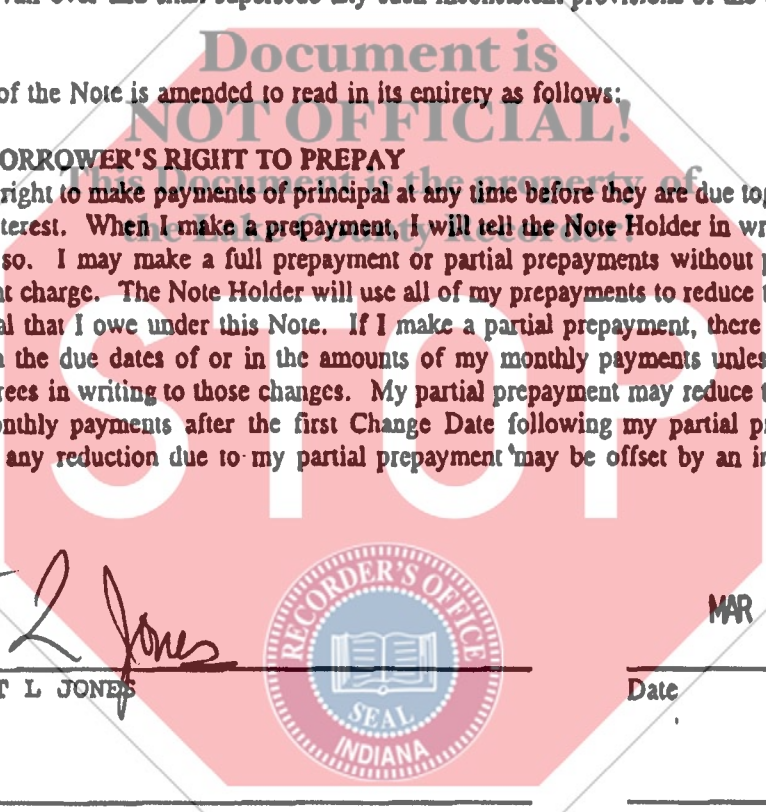 Document is
of the Note is amended to read in its entirety as follows:
NOT OFFICIAL!
ORROWER'S RIGHT TO PREPAY
This Document is the property of
right to make payments of principal at any time before they are due tog
the Lake County Recorder!
terest. When I make a prepayment, I will tell the Note Holder in wr
so. I may make a full prepayment or partial prepayments without p
nt charge. The Note Holder will use all of my prepayments to reduce t
al that I owe under this Note. If I make a partial prepayment, there
n the due dates of or in the amounts of my monthly payments unles
rees in writing to those changes. My partial prepayment may reduce t
onthly payments after the first Change Date following my partial p
any reduction due to my partial prepayment may be offset by an in
STOP
L Jones
MAR
T L JONES
Date
RECORDER'S OFFICE
SEAL
INDIANA